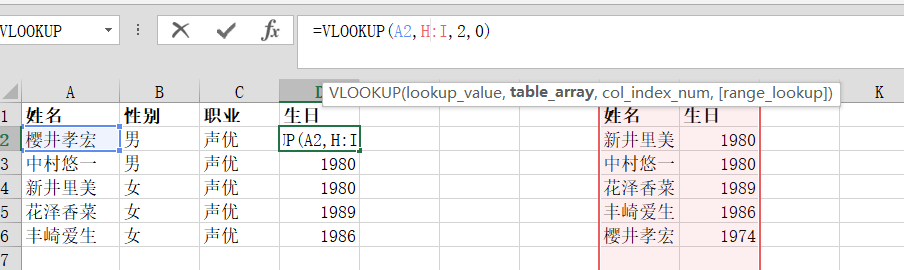 VLOOKUP =VLOOKUP(A2,H:I,2,0)
VLOOKUP(lookup_value, table_array, col_index_num, [range_lookup])
A B C D K
1 姓名 性别 职业 生日 姓名 生日
2 樱井孝宏 男 声优 UP(A2,H:I 新井里美 1980
3 中村悠一 男 声优 1980 中村悠一 1980
4 新井里美 女 声优 1980 花泽香菜 1989
5 花泽香菜 女 声优 1989 丰崎爱生 1986
6 丰崎爱生 女 声优 1986 樱井孝宏 1974
7